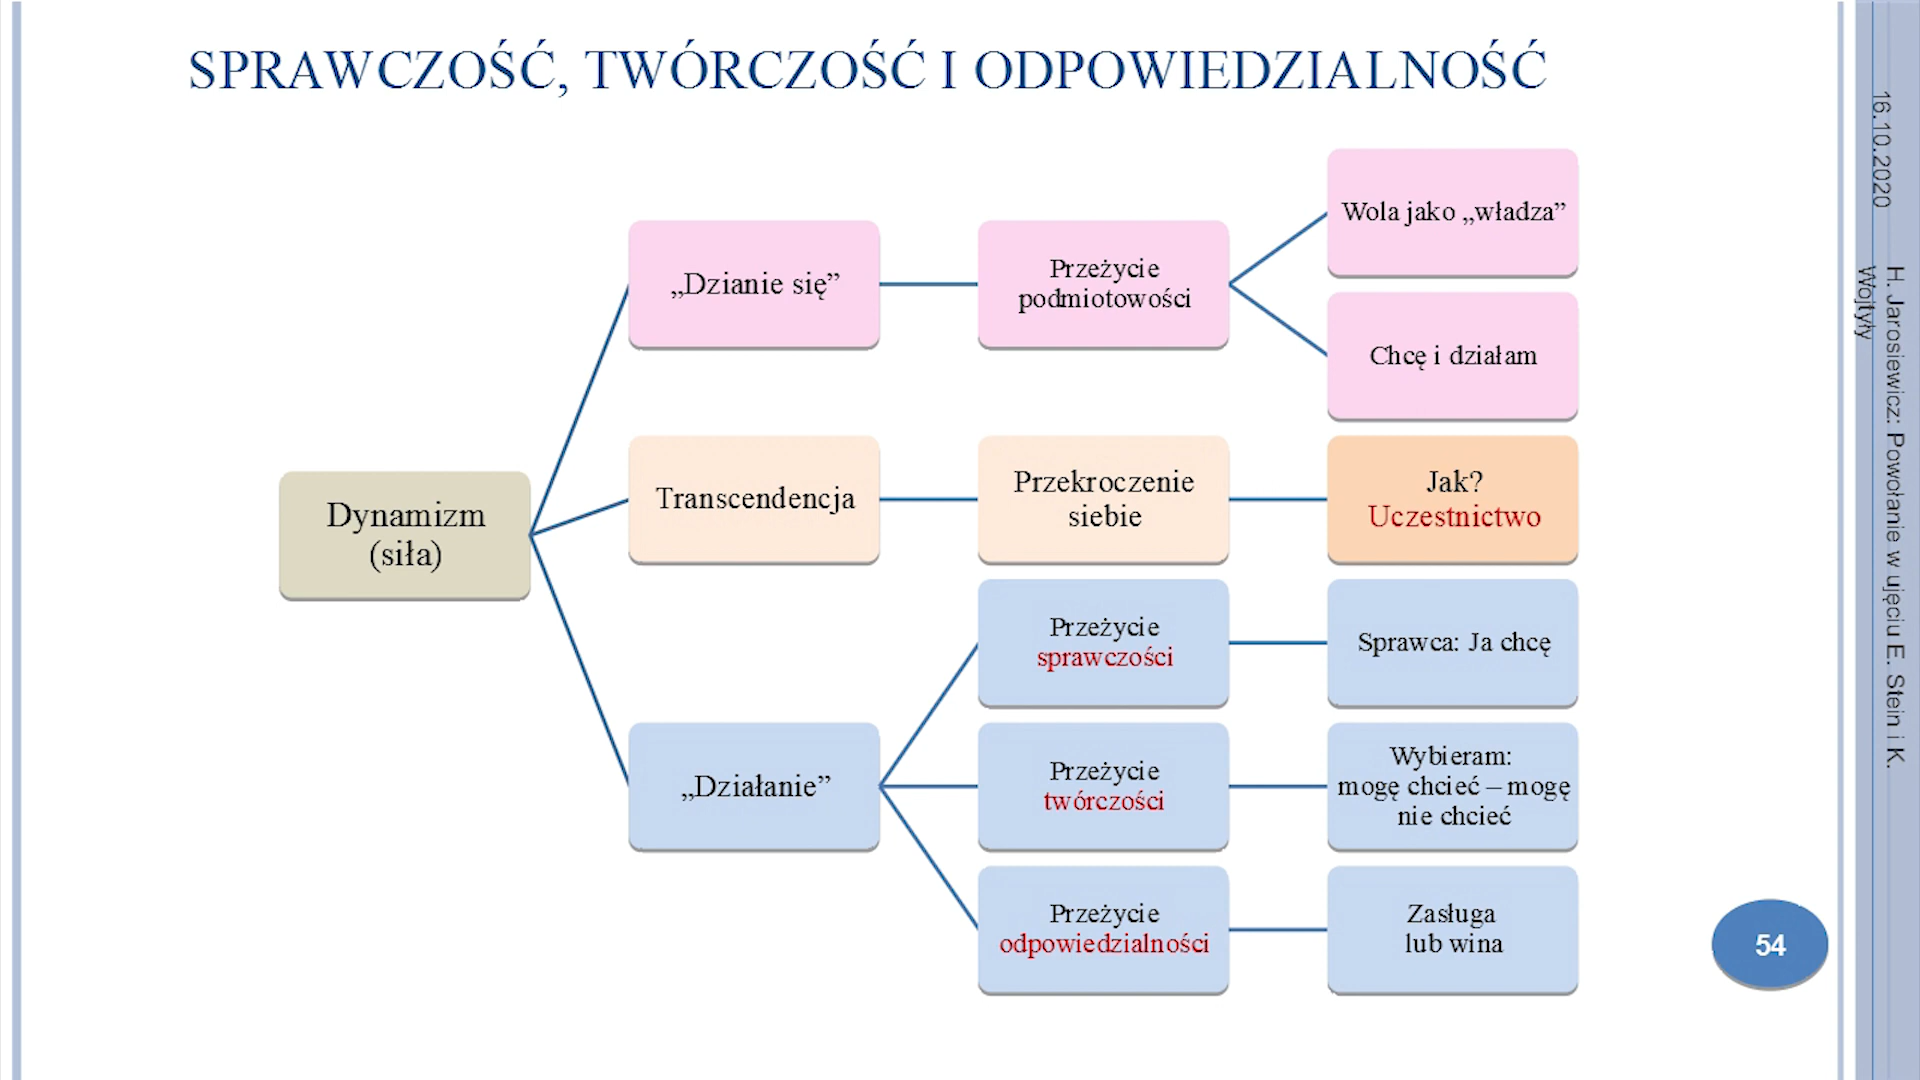 SPRAWCZOŚĆ, TWÓRCZOŚĆ I ODPOWIEDZIALNOŚĆ
Dynamizm
(siła)
„Dzianie się”
Przeżycie
podmiotowości
Wola jako „władza”
Chcę i działam
Transcendencja
Przekroczenie
siebie
Jak?
Uczestnictwo
„Działanie”
Przeżycie
sprawczości
Sprawca: Ja chcę
Przeżycie
twórczości
Wybieram:
mogę chcieć – mogę
nie chcieć
Przeżycie
odpowiedzialności
Zasługa
lub wina
16.10.2020
H. Jarosiewicz: Powołanie w ujęciu E. Stein i K.
Wojtyły
54